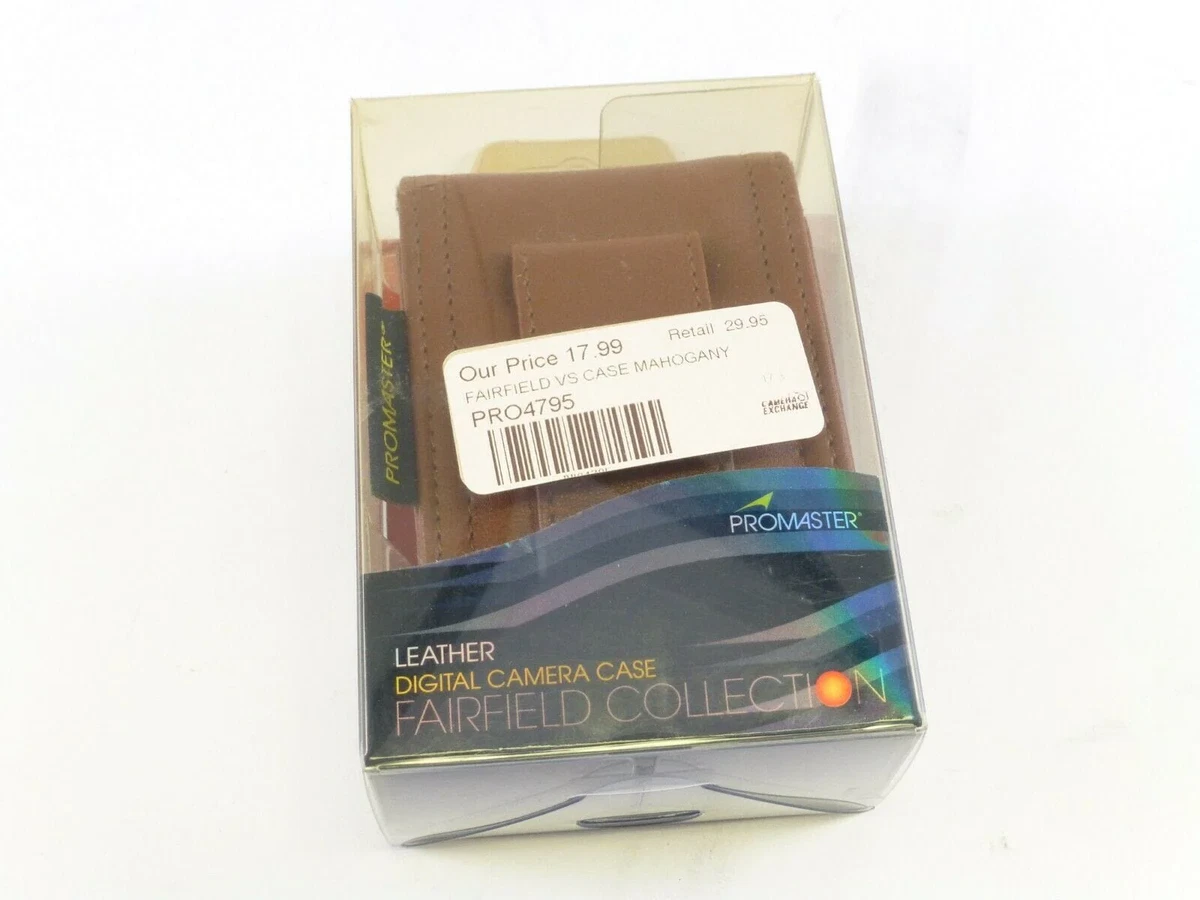 Our Price 17.99
Retail 29.95
FAIRFIELD VS CASE MAHOGANY
PRO4795
CAMERA
EXCHANGE
PROMASTER
PROMASTER®
LEATHER
DIGITAL CAMERA CASE
FAIRFIELD COLLECTION